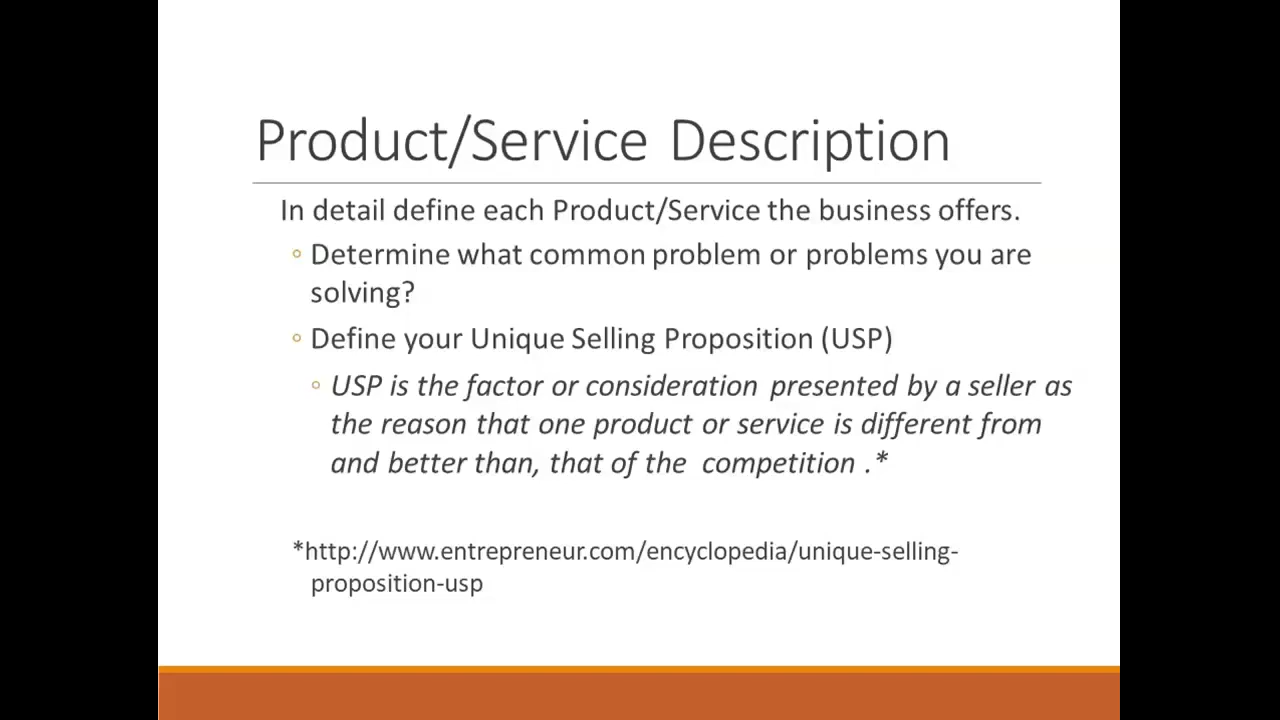 Product/Service Description
In detail define each Product/Service the business offers.
◦ Determine what common problem or problems you are
solving?
◦ Define your Unique Selling Proposition (USP)
◦ USP is the factor or consideration presented by a seller as
the reason that one product or service is different from
and better than, that of the competition .*
*http://www.entrepreneur.com/encyclopedia/unique-selling-
proposition-usp